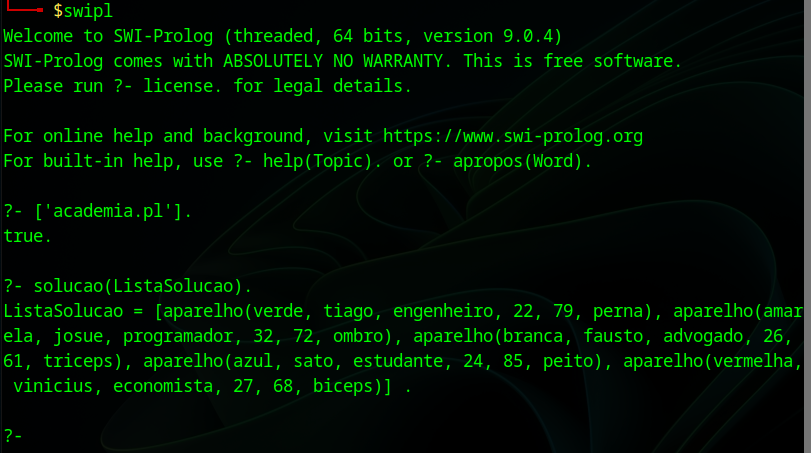 $swipl
Welcome to SWI-Prolog (threaded, 64 bits, version 9.0.4)
SWI-Prolog comes with ABSOLUTELY NO WARRANTY. This is free software.
Please run ?- license. for legal details.
For online help and background, visit https://www.swi-prolog.org
For built-in help, use ?- help(Topic). or ?- apropos(Word).
?- ['academia.pl'].
true.
?- solucao(ListaSolucao).
ListaSolucao = [aparelho(verde, tiago, engenheiro, 22, 79, perna), aparelho(amar
ela, josue, programador, 32, 72, ombro), aparelho(branca, fausto, advogado, 26,
61, triceps), aparelho(azul, sato, estudante, 24, 85, peito), aparelho(vermelha,
 vinicius, economista, 27, 68, biceps)] .
?-